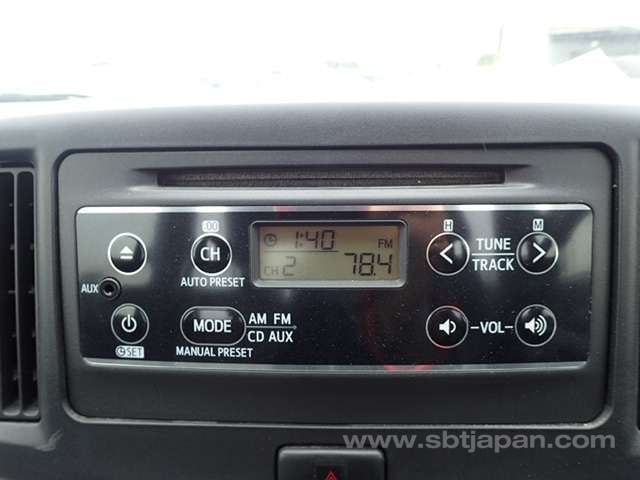 :00 H M
1:40 FM
CH TUNE
TRACK
CH 2 78.4
AUTO PRESET
AUX
MODE AM FM
CD AUX
VOL
SET MANUAL PRESET
www.sbtjapan.com